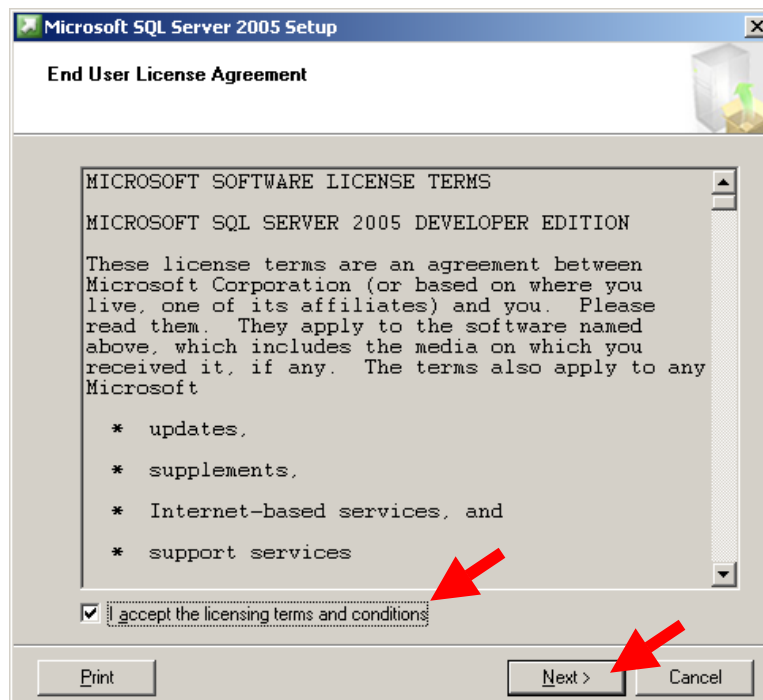 Microsoft SQL Server 2005 Setup
End User License Agreement
MICROSOFT SOFTWARE LICENSE TERMS
MICROSOFT SQL SERVER 2005 DEVELOPER EDITION
These license terms are an agreement between
Microsoft Corporation (or based on where you
live, one of its affiliates) and you.  Please
read them.  They apply to the software named
above, which includes the media on which you
received it, if any.  The terms also apply to any
Microsoft
* updates,
* supplements,
* Internet-based services, and
* support services
I accept the licensing terms and conditions
Print
Next >
Cancel